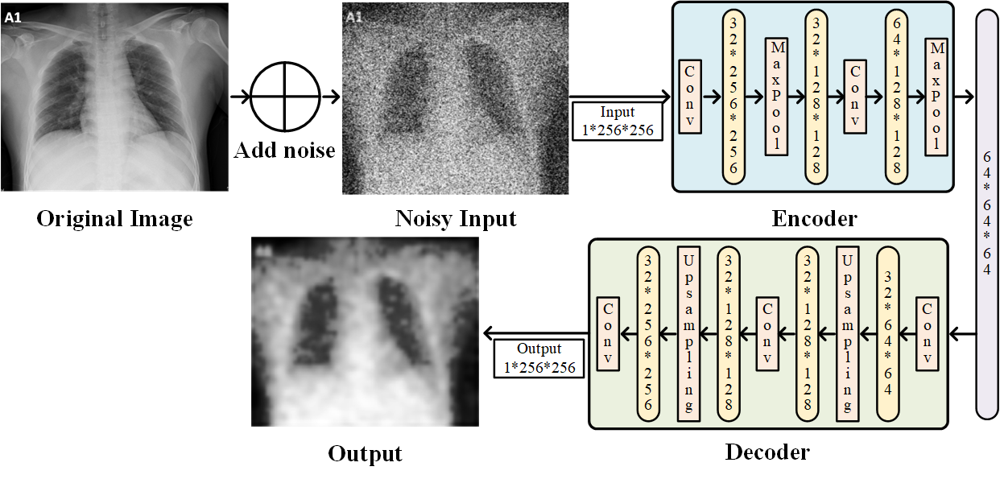 A1
Original Image
Add noise
A1
Noisy Input
Input
1*256*256
Conv
32*256*256
MaxPool
32*128*128
Conv
64*128*128
MaxPool
Encoder
64*64*64
Conv
32*64*64
Upsampling
32*128*128
Conv
32*128*128
Upsampling
32*256*256
Conv
Decoder
Output
1*256*256
Output